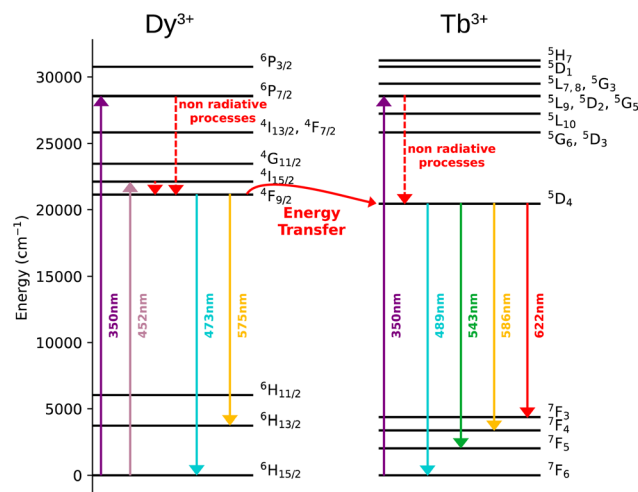 Dy³⁺
Tb³⁺
Energy (cm⁻¹)
30000
25000
20000
15000
10000
5000
0
⁶P₃/₂
⁶P₇/₂
non radiative
processes
⁴I₁₃/₂, ⁴F₇/₂
⁴G₁₁/₂
⁴I₁₅/₂
⁴F₉/₂
Energy
Transfer
350nm
452nm
473nm
575nm
⁶H₁₁/₂
⁶H₁₃/₂
⁶H₁₅/₂
⁵H₇
⁵D₁
⁵L₇,₈, ⁵G₃
⁵L₉, ⁵D₂, ⁵G₅
⁵L₁₀
⁵G₆, ⁵D₃
non radiative
processes
⁵D₄
350nm
489nm
543nm
586nm
622nm
⁷F₃
⁷F₄
⁷F₅
⁷F₆